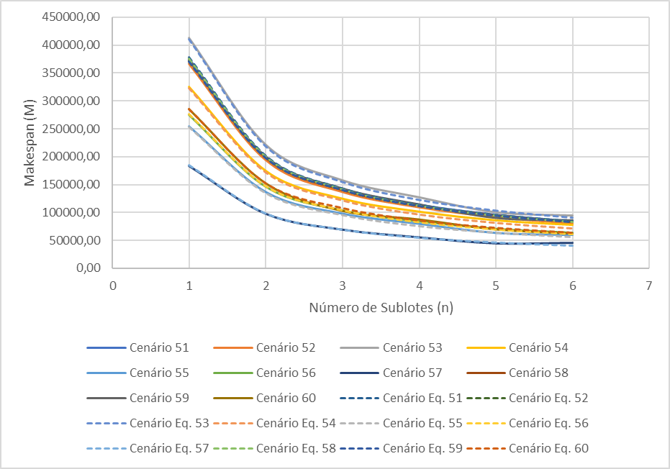 450000,00
400000,00
350000,00
300000,00
250000,00
200000,00
150000,00
100000,00
50000,00
0,00
Makespan (M)
0 1 2 3 4 5 6 7
Número de Sublotes (n)
Cenário 51 Cenário 52 Cenário 53 Cenário 54
Cenário 55 Cenário 56 Cenário 57 Cenário 58
Cenário 59 Cenário 60 Cenário Eq. 51 Cenário Eq. 52
Cenário Eq. 53 Cenário Eq. 54 Cenário Eq. 55 Cenário Eq. 56
Cenário Eq. 57 Cenário Eq. 58 Cenário Eq. 59 Cenário Eq. 60